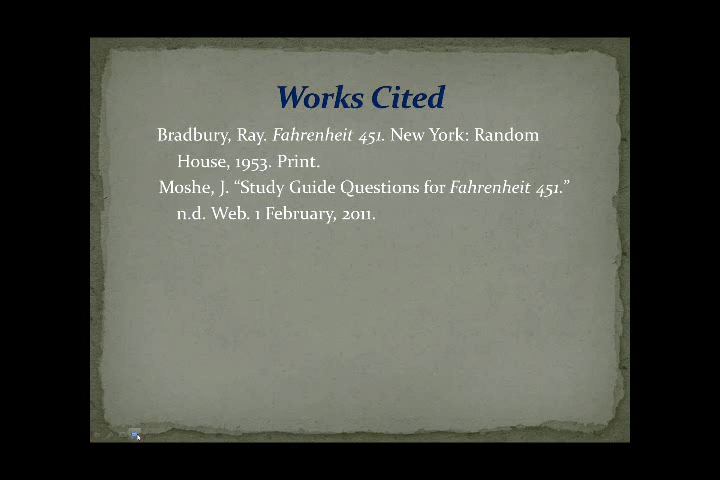 Works Cited
Bradbury, Ray. Fahrenheit 451. New York: Random
House, 1953. Print.
Moshe, J. “Study Guide Questions for Fahrenheit 451.”
n.d. Web. 1 February, 2011.